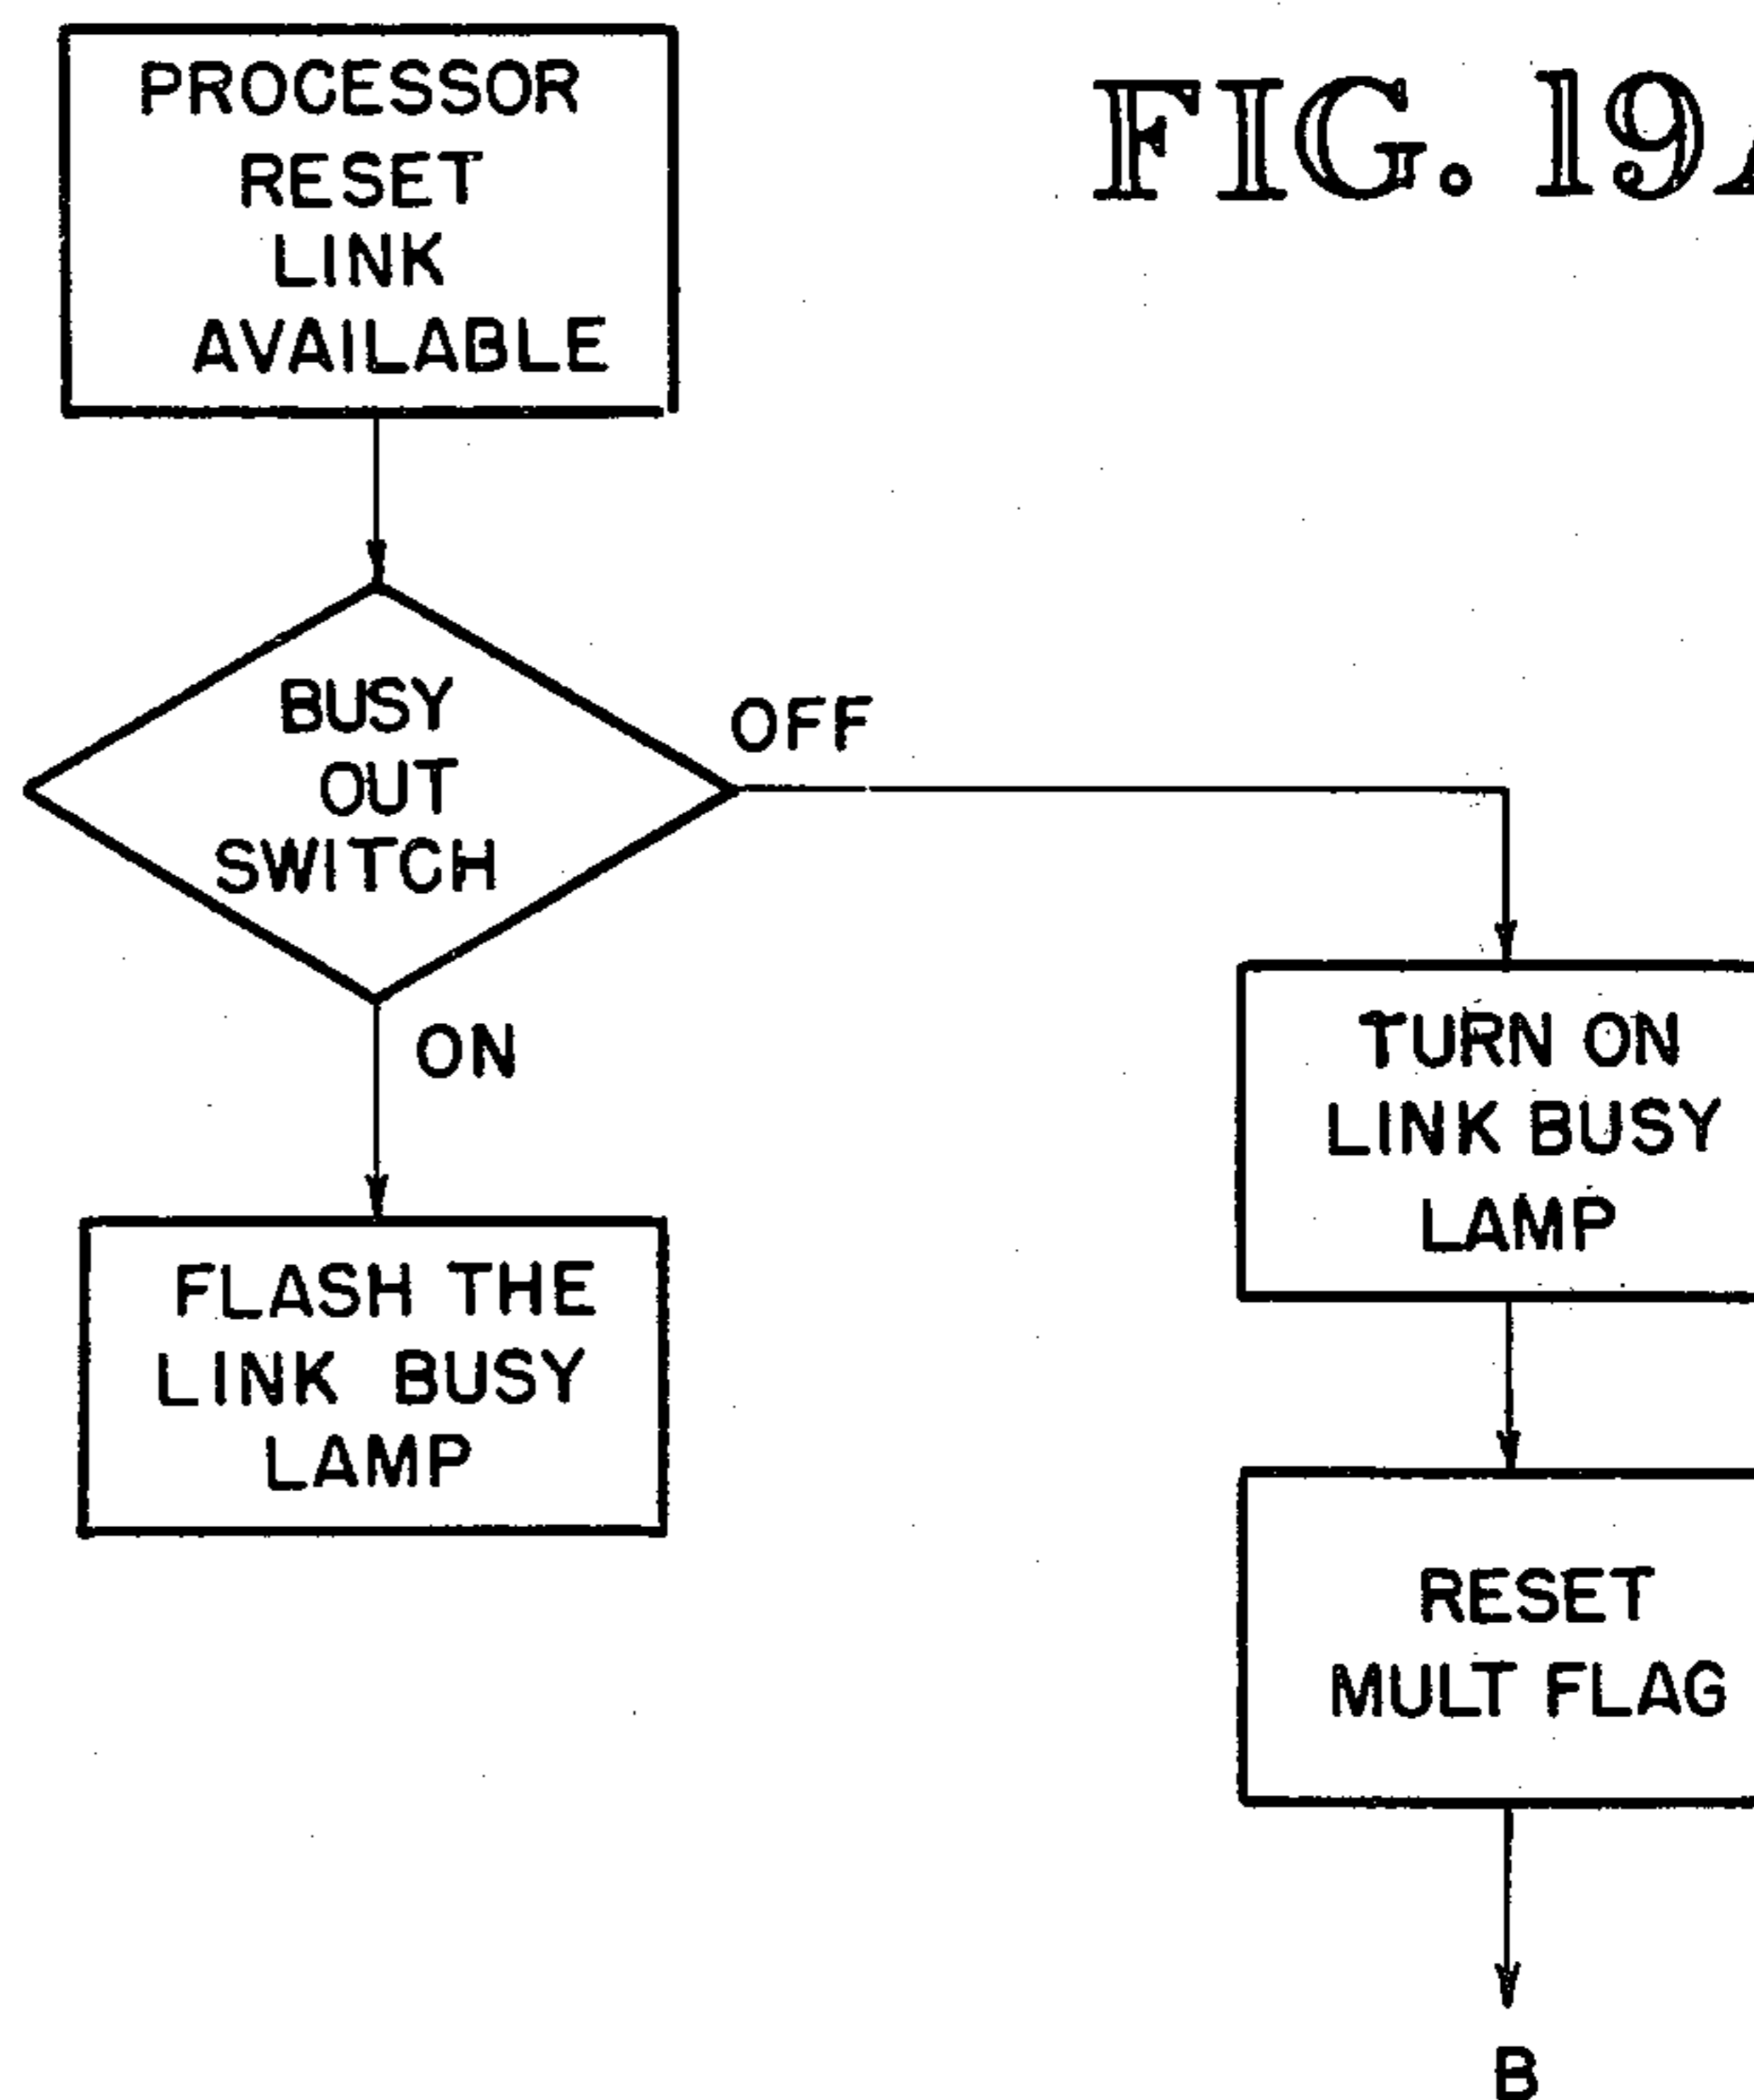 FIG. 19
PROCESSOR
RESET
LINK
AVAILABLE
BUSY
OUT
SWITCH
OFF
ON
FLASH THE
LINK BUSY
LAMP
TURN ON
LINK BUSY
LAMP
RESET
MULT FLAG
B